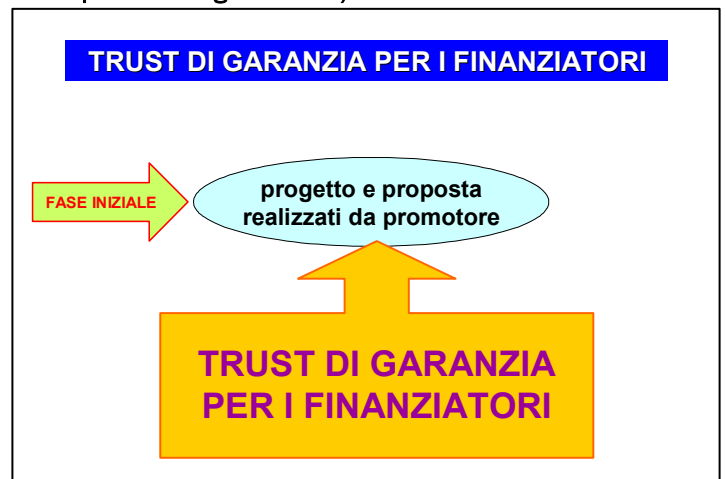 TRUST DI GARANZIA PER I FINANZIATORI
FASE INIZIALE
progetto e proposta
realizzati da promotore
TRUST DI GARANZIA
PER I FINANZIATORI